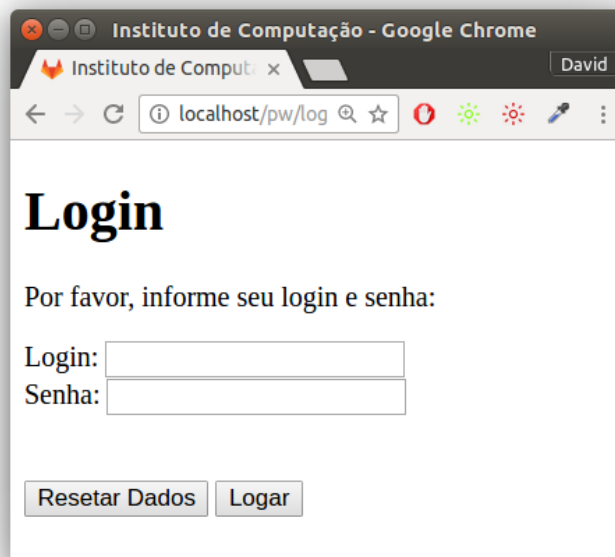 Instituto de Computação - Google Chrome
Instituto de Comput
David
localhost/pw/log
Login
Por favor, informe seu login e senha:
Login:
Senha:
Resetar Dados Logar